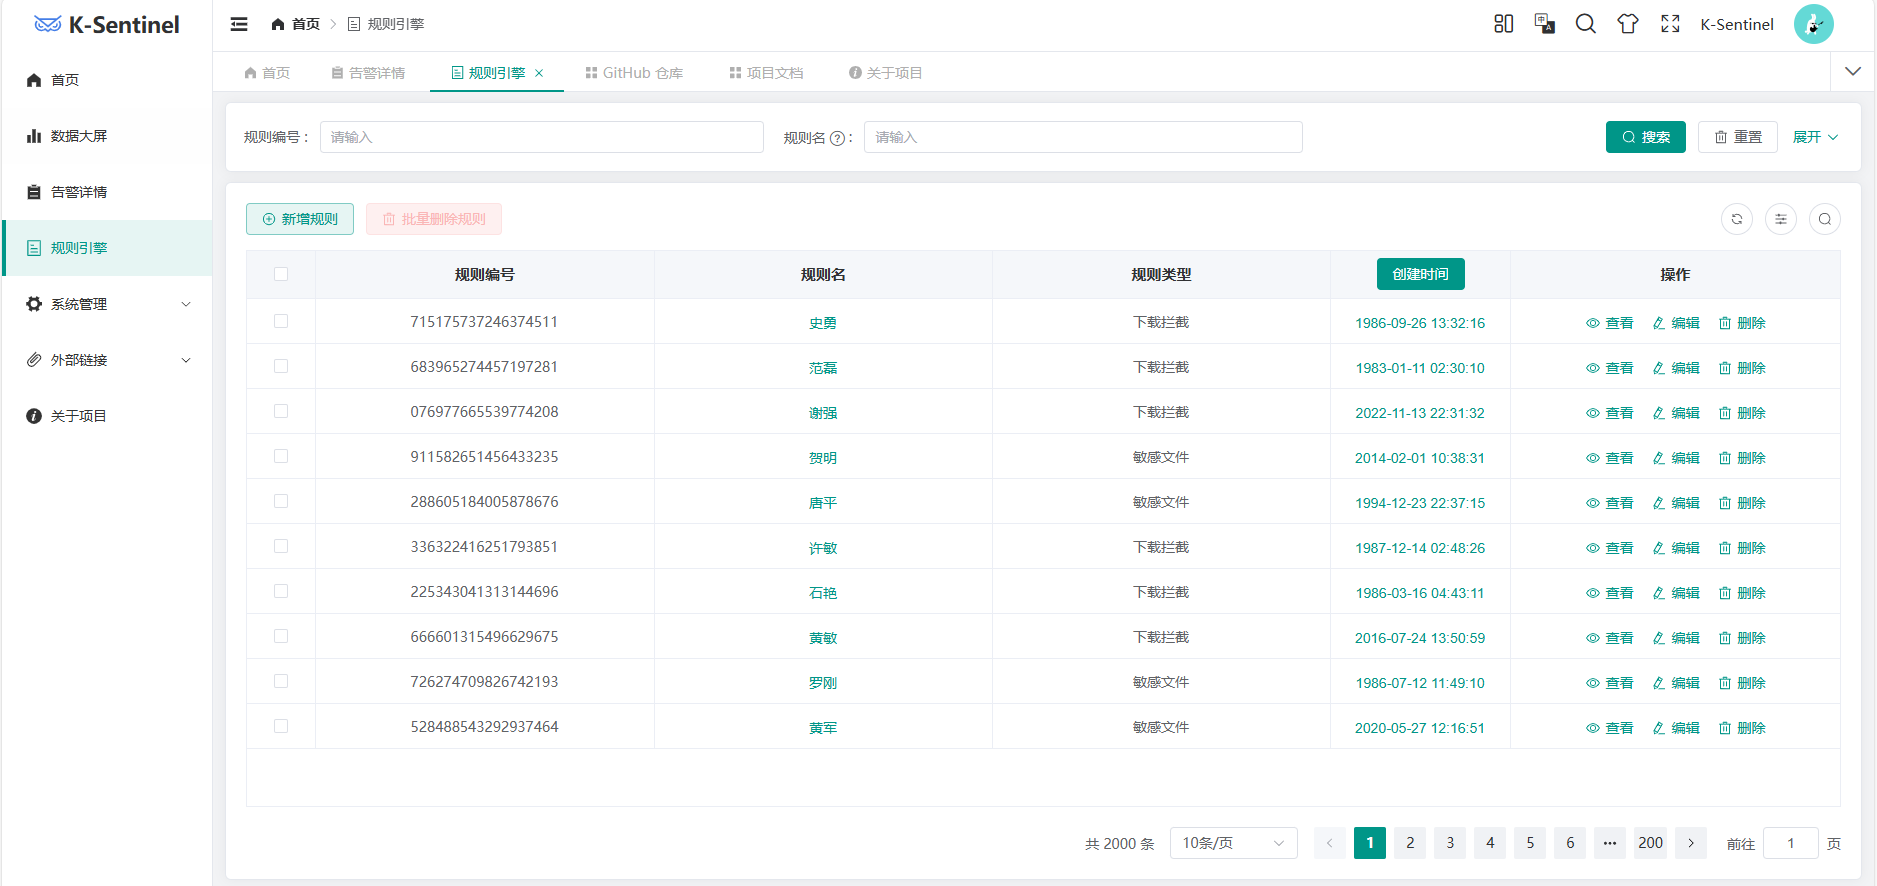 K-Sentinel
首页
数据大屏
告警详情
规则引擎
系统管理
外部链接
关于项目
首页 规则引擎
K-Sentinel
首页 告警详情 规则引擎 GitHub 仓库 项目文档 关于项目
规则编号： 请输入 规则名 ： 请输入 搜索 重置 展开
新增规则 批量删除规则
规则编号 规则名 规则类型 创建时间 操作
715175737246374511 史勇 下载拦截 1986-09-26 13:32:16 查看 编辑 删除
683965274457197281 范磊 下载拦截 1983-01-11 02:30:10 查看 编辑 删除
076977665539774208 谢强 下载拦截 2022-11-13 22:31:32 查看 编辑 删除
911582651456433235 贺明 敏感文件 2014-02-01 10:38:31 查看 编辑 删除
288605184005878676 唐平 敏感文件 1994-12-23 22:37:15 查看 编辑 删除
336322416251793851 许敏 下载拦截 1987-12-14 02:48:26 查看 编辑 删除
225343041313144696 石艳 下载拦截 1986-03-16 04:43:11 查看 编辑 删除
666601315496629675 黄敏 下载拦截 2016-07-24 13:50:59 查看 编辑 删除
726274709826742193 罗刚 敏感文件 1986-07-12 11:49:10 查看 编辑 删除
528488543292937464 黄军 敏感文件 2020-05-27 12:16:51 查看 编辑 删除
共 2000 条 10条/页 1 2 3 4 5 6 ••• 200 前往 1 页